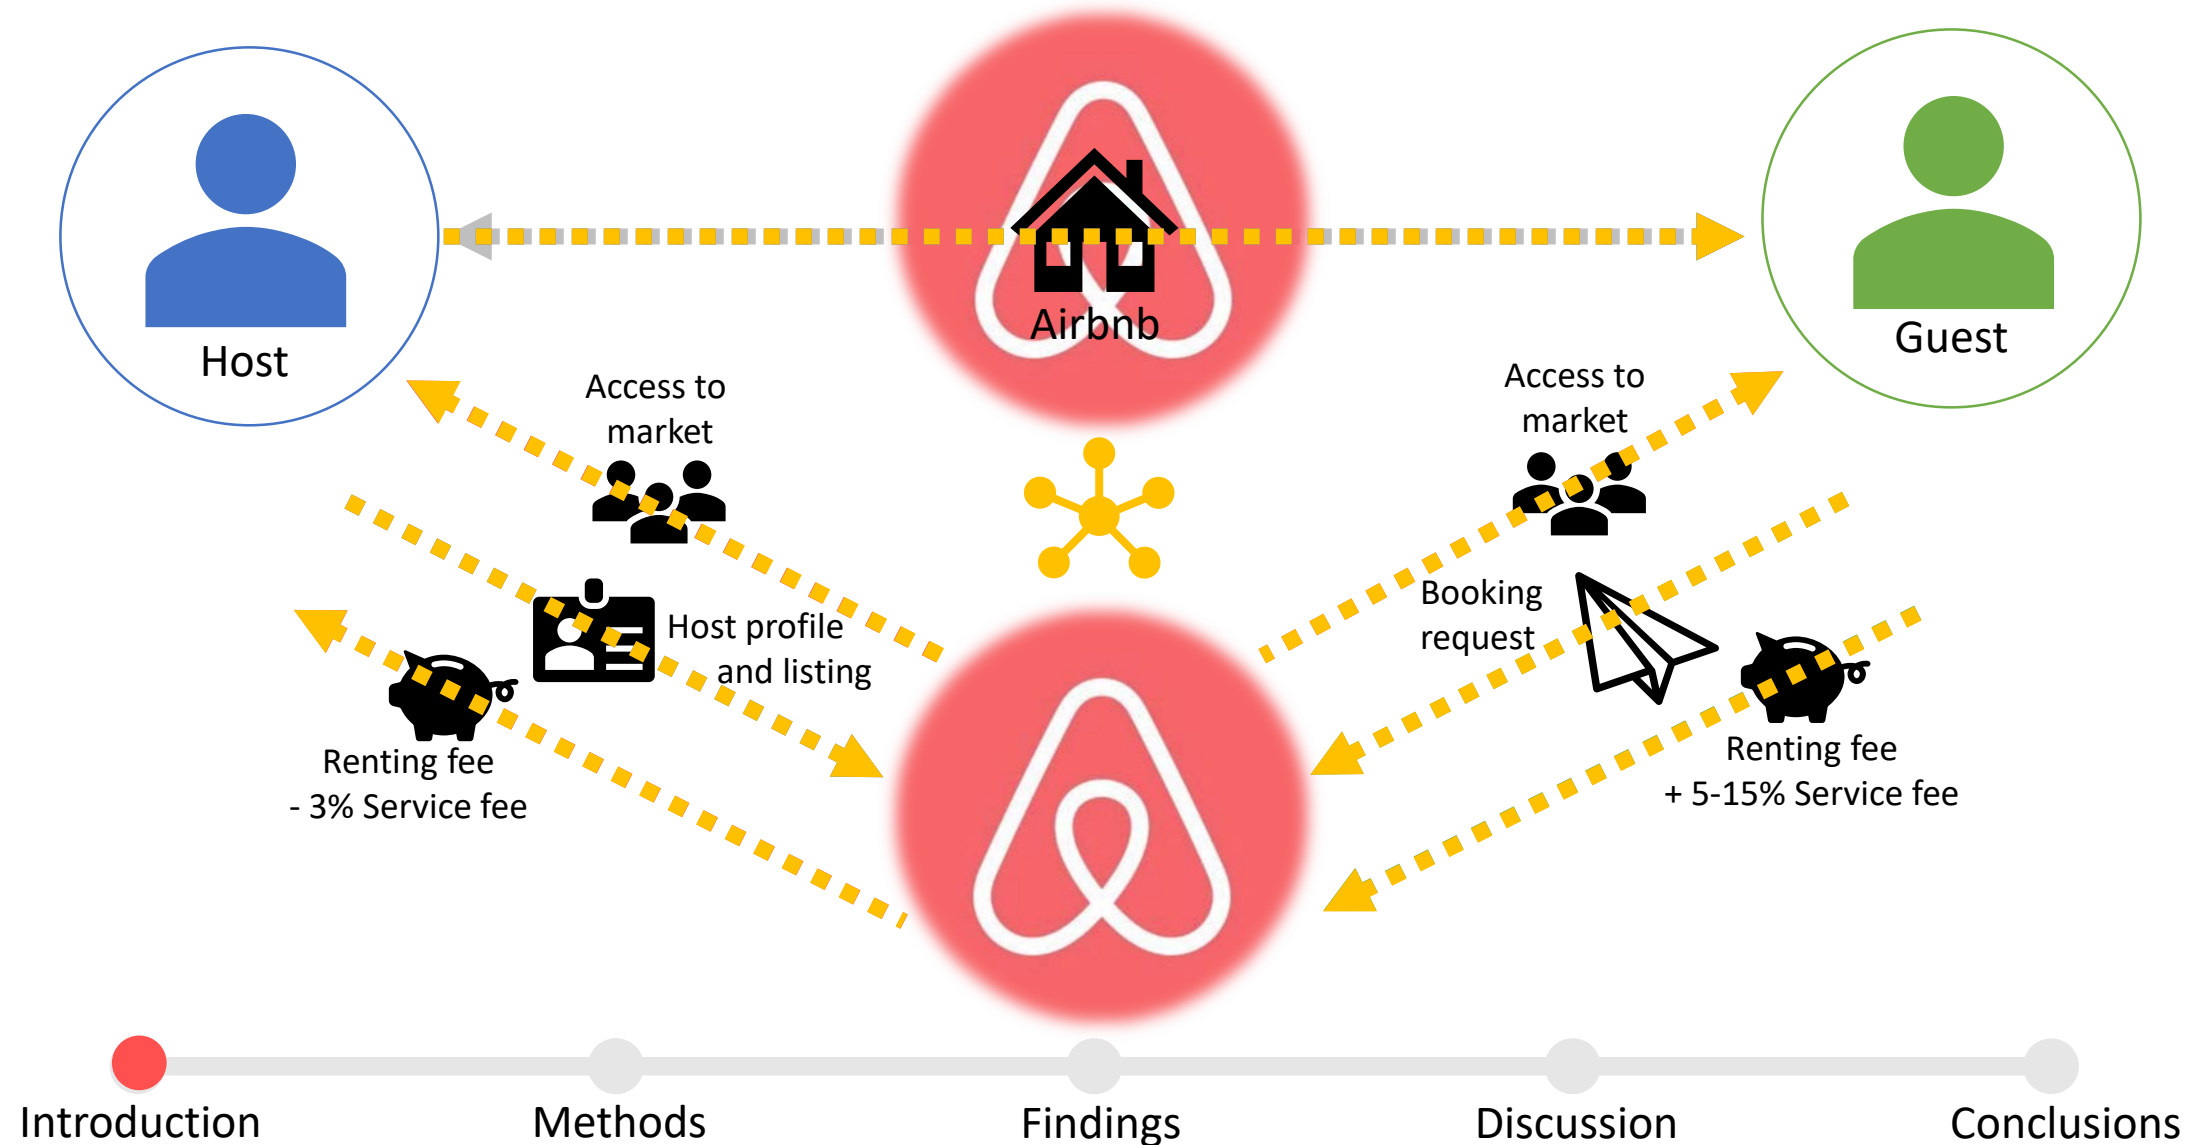 Host
Airbnb
Guest
Access to
market
Access to
market
Host profile
and listing
Booking
request
Renting fee
- 3% Service fee
Renting fee
+ 5-15% Service fee
Introduction
Methods
Findings
Discussion
Conclusions